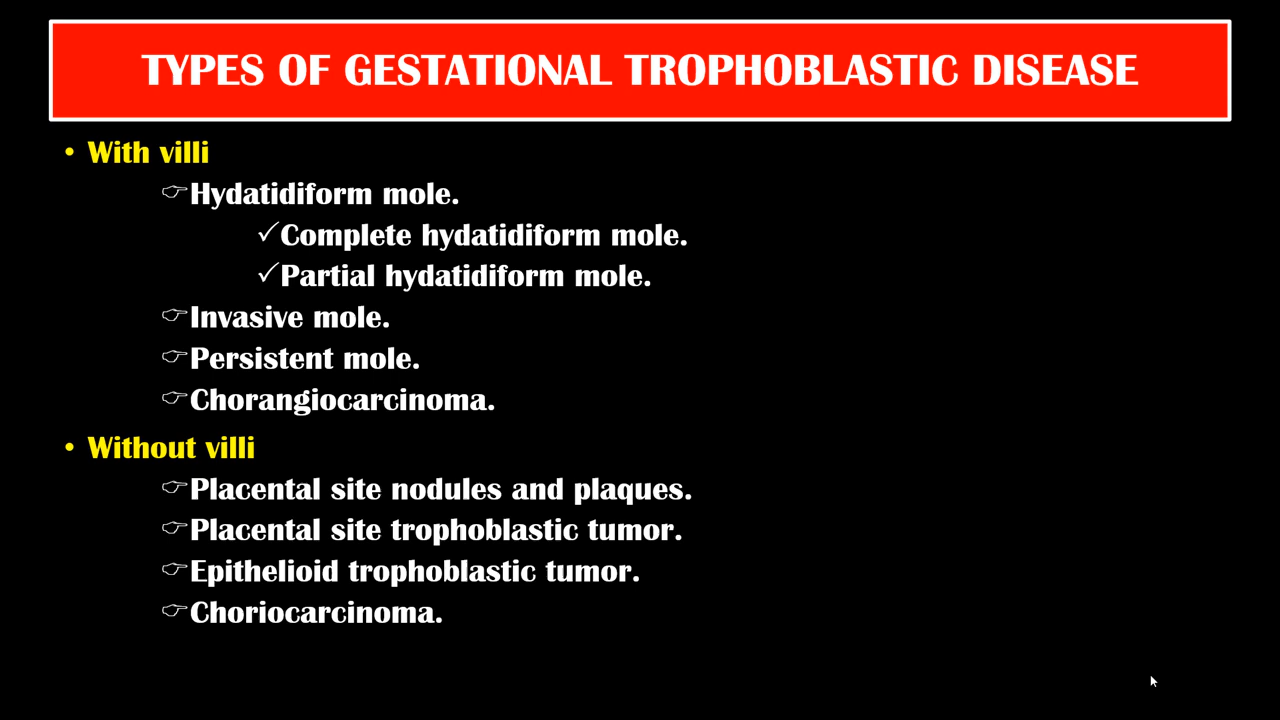 TYPES OF GESTATIONAL TROPHOBLASTIC DISEASE
• With villi
☞Hydatidiform mole.
✓Complete hydatidiform mole.
✓Partial hydatidiform mole.
☞Invasive mole.
☞Persistent mole.
☞Chorangiocarcinoma.
• Without villi
☞Placental site nodules and plaques.
☞Placental site trophoblastic tumor.
☞Epithelioid trophoblastic tumor.
☞Choriocarcinoma.